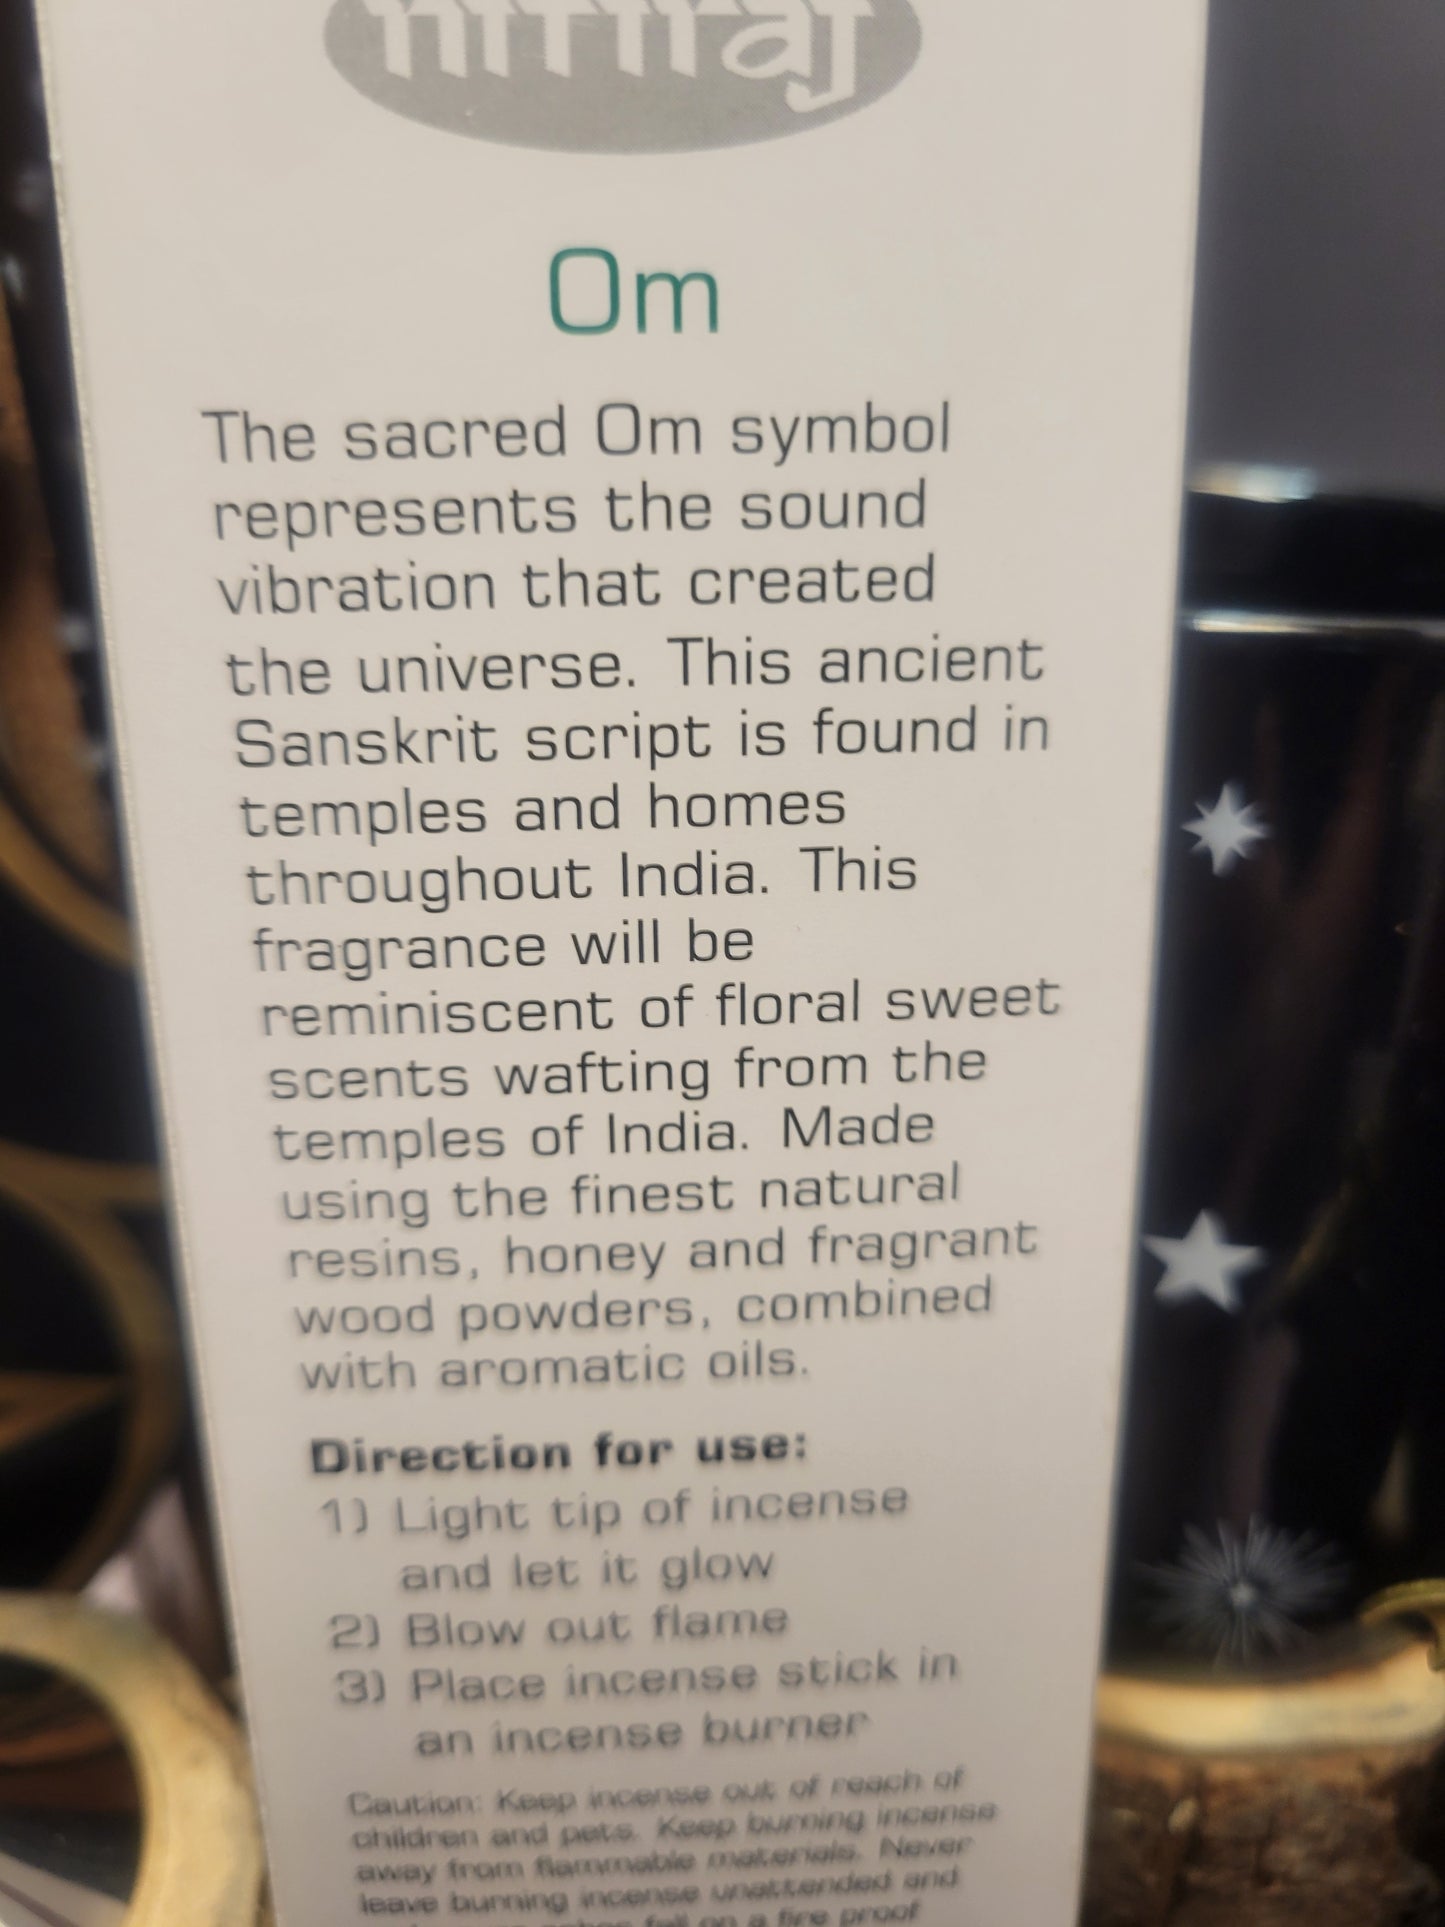 nitiraj
Om
The sacred Om symbol
represents the sound
vibration that created
the universe. This ancient
Sanskrit script is found in
temples and homes
throughout India. This
fragrance will be
reminiscent of floral sweet
scents wafting from the
temples of India. Made
using the finest natural
resins, honey and fragrant
wood powders, combined
with aromatic oils.
Direction for use:
1) Light tip of incense
and let it glow
2) Blow out flame
3) Place incense stick in
an incense burner
Caution: Keep incense out of reach of
children and pets. Keep burning incense
away from flammable materials. Never
leave burning incense unattended and
fall on a fire proof